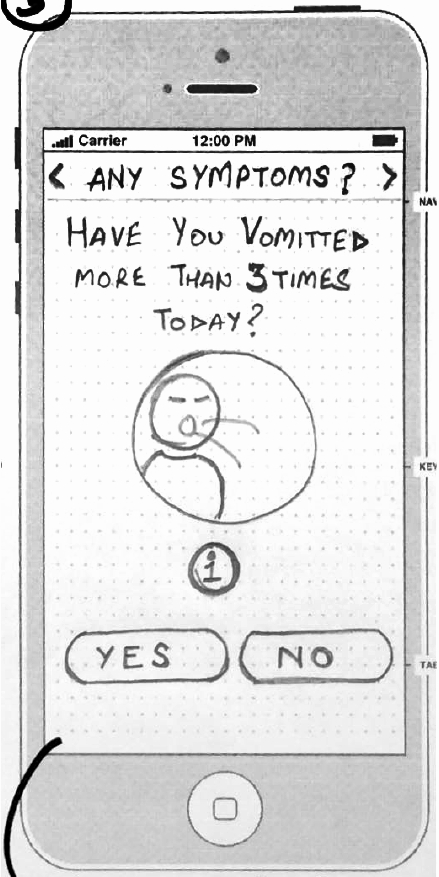 3
.ıll Carrier 12:00 PM
< ANY SYMPTOMS? >
NAV
HAVE YOU VOMITTED
MORE THAN 3 TIMES
TODAY?
KEY
i
YES NO
TAB